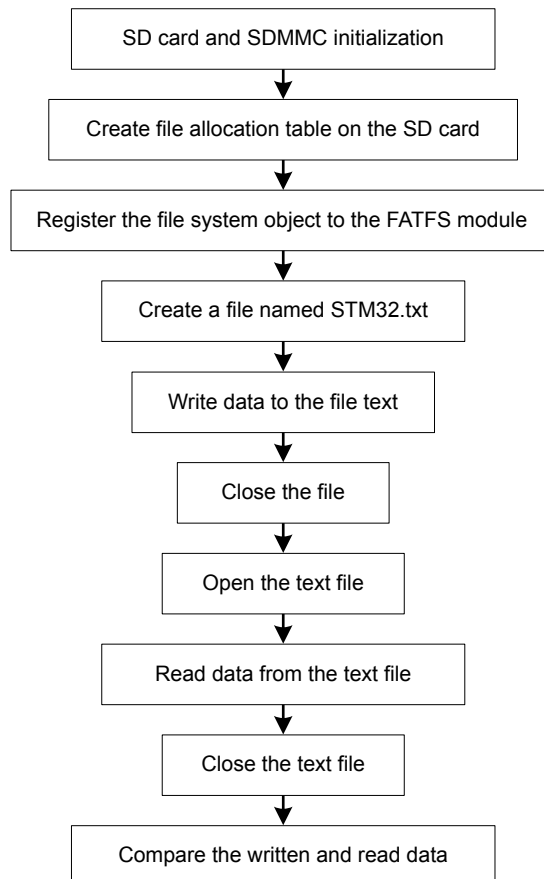 SD card and SDMMC initialization
Create file allocation table on the SD card
Register the file system object to the FATFS module
Create a file named STM32.txt
Write data to the file text
Close the file
Open the text file
Read data from the text file
Close the text file
Compare the written and read data